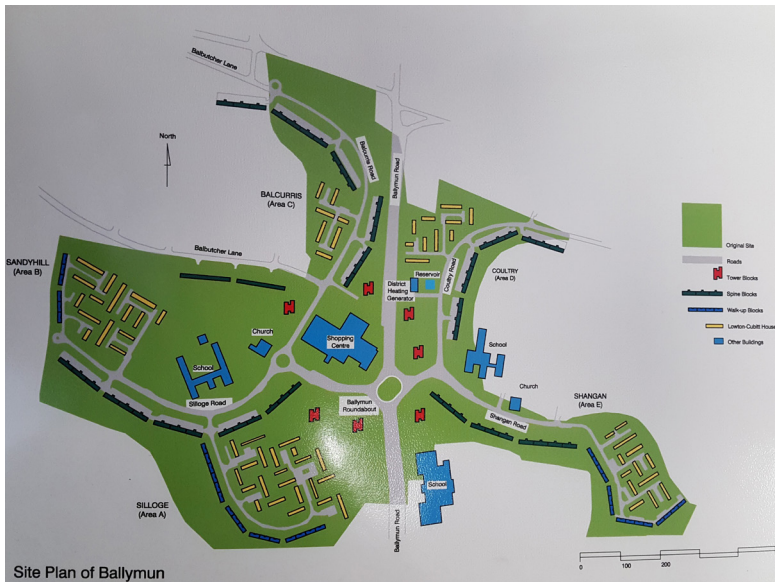 Balbutcher Lane
North
Balcurris Road
Ballymun Road
BALCURRIS
(Area C)
SANDYHILL
(Area B)
Balbutcher Lane
Reservoir
District
Heating
Generator
Coultry Road
COULTRY
(Area D)
Original Site
Roads
Tower Blocks
Spine Blocks
Walk-up Blocks
Other Buildings
Church
Shopping
Centre
School
School
Church
SHANGAN
(Area E)
Silloge Road
Ballymun
Roundabout
Shangan Road
SILLOGE
(Area A)
School
Ballymun Road
0
100
200
Site Plan of Ballymun